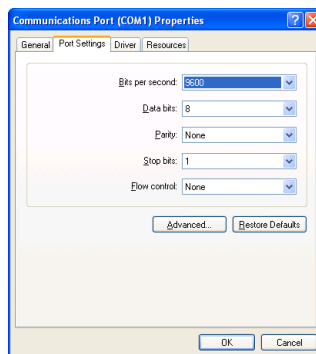 Communications Port (COM1) Properties
General Port Settings Driver Resources
Bits per second: 9600
Data bits: 8
Parity: None
Stop bits: 1
Flow control: None
Advanced... Restore Defaults
OK Cancel